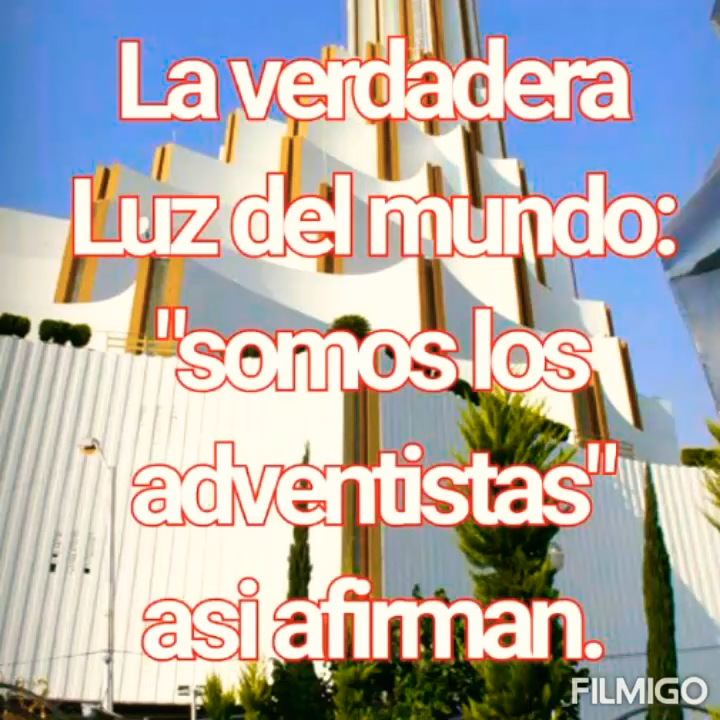 La verdadera
Luz del mundo:
"somos los
adventistas"
asi afirman.
FILMIGO